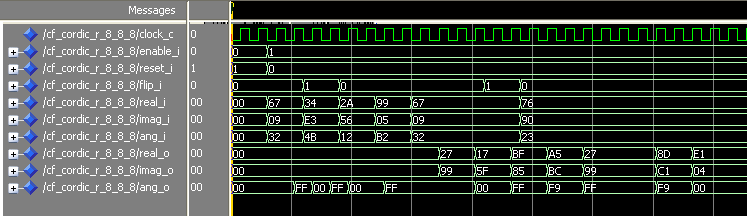 Messages
/cf_cordic_r_8_8_8/clock_c 0
/cf_cordic_r_8_8_8/enable_i 0 0 1
/cf_cordic_r_8_8_8/reset_i 1 1 0
/cf_cordic_r_8_8_8/flip_i 0 0 1 0 1 0
/cf_cordic_r_8_8_8/real_i 00 00 67 34 2A 99 67 76
/cf_cordic_r_8_8_8/imag_i 00 00 09 E3 56 05 09 90
/cf_cordic_r_8_8_8/ang_i 00 00 32 4B 12 B2 32 23
/cf_cordic_r_8_8_8/real_o 00 00 27 17 BF A5 27 8D E1
/cf_cordic_r_8_8_8/imag_o 00 00 99 5F 85 BC 99 C1 04
/cf_cordic_r_8_8_8/ang_o 00 00 FF 00 FF 00 FF 00 FF F9 FF F9 00